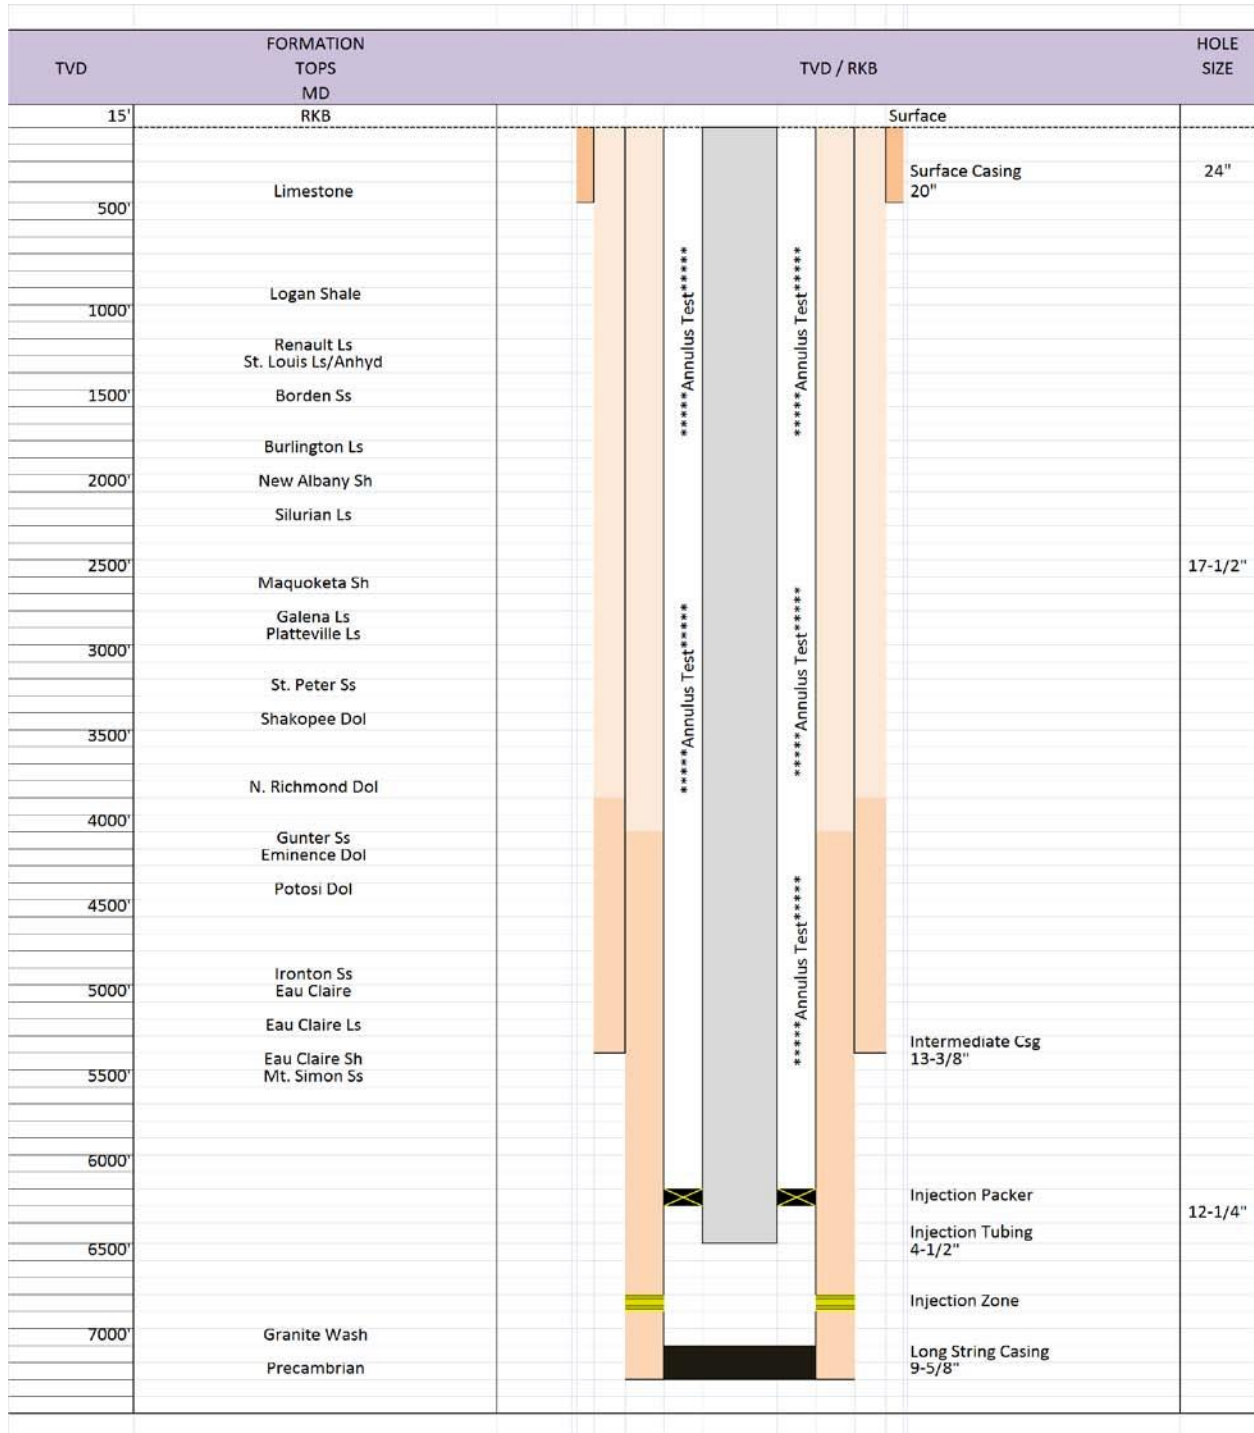 FORMATION
HOLE
TVD
TOPS
TVD / RKB
SIZE
MD
15'
RKB
Surface
Surface Casing
24"
Limestone
20"
500'
*****Annulus Test*****
*****Annulus Test*****
Logan Shale
1000'
Renault Ls
St. Louis Ls/Anhyd
1500'
Borden Ss
Burlington Ls
2000'
New Albany Sh
Silurian Ls
2500'
17-1/2"
Maquoketa Sh
*****Annulus Test*****
*****Annulus Test*****
Galena Ls
Platteville Ls
3000'
St. Peter Ss
Shakopee Dol
3500'
N. Richmond Dol
4000'
Gunter Ss
Eminence Dol
Potosi Dol
*****Annulus Test*****
4500'
Ironton Ss
5000'
Eau Claire
Eau Claire Ls
Intermediate Csg
Eau Claire Sh
13-3/8"
5500'
Mt. Simon Ss
6000'
Injection Packer
12-1/4"
Injection Tubing
6500'
4-1/2"
Injection Zone
7000'
Granite Wash
Long String Casing
Precambrian
9-5/8"